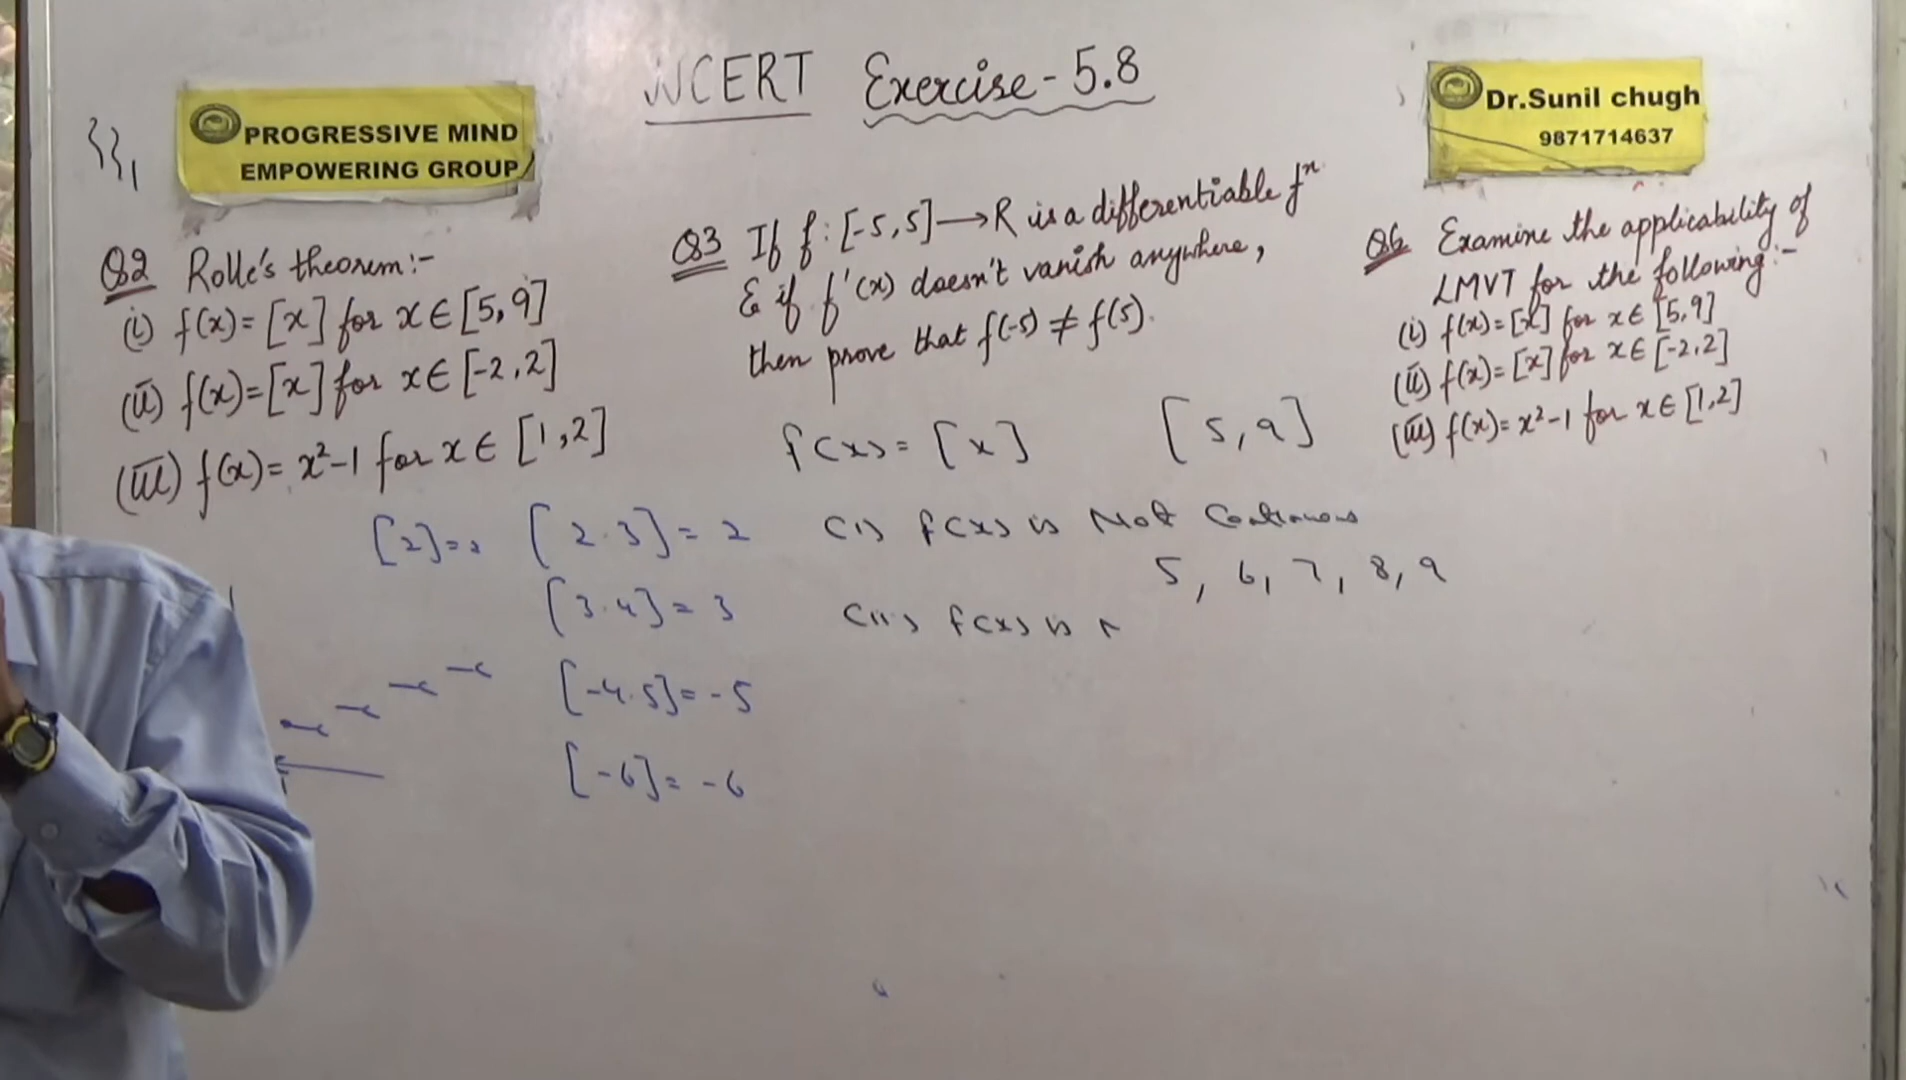 NCERT Exercise - 5.8
PROGRESSIVE MIND
EMPOWERING GROUP
Dr.Sunil chugh
9871714637
Q2 Rolle's theorem:-
(i) f(x) = [x] for x ∈ [5, 9]
(ii) f(x) = [x] for x ∈ [-2, 2]
(iii) f(x) = x²-1 for x ∈ [1, 2]
Q3 If f : [-5, 5] → R is a differentiable fⁿ
& if f'(x) doesn't vanish anywhere,
then prove that f(-5) ≠ f(5).
Q6 Examine the applicability of
LMVT for the following:-
(i) f(x) = [x] for x ∈ [5, 9]
(ii) f(x) = [x] for x ∈ [-2, 2]
(iii) f(x) = x²-1 for x ∈ [1, 2]
f(x) = [x] [5, 9]
(i) f(x) is Not Continuous
5, 6, 7, 8, 9
(ii) f(x) is
[2] = 2 [2.3] = 2
[3.4] = 3
[-4.5] = -5
[-6] = -6